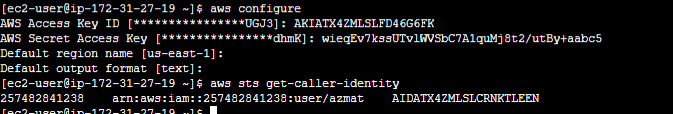 [ec2-user@ip-172-31-27-19 ~]$ aws configure
AWS Access Key ID [****************UGJ3]: AKIATX4ZMLSLFD46G6FK
AWS Secret Access Key [****************dhmK]: 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
Default region name [us-east-1]:
Default output format [text]:
[ec2-user@ip-172-31-27-19 ~]$ aws sts get-caller-identity
257482841238 arn:aws:iam::257482841238:user/azmat AIDATX4ZMLSLCRNKTLEEN
[ec2-user@ip-172-31-27-19 ~]$